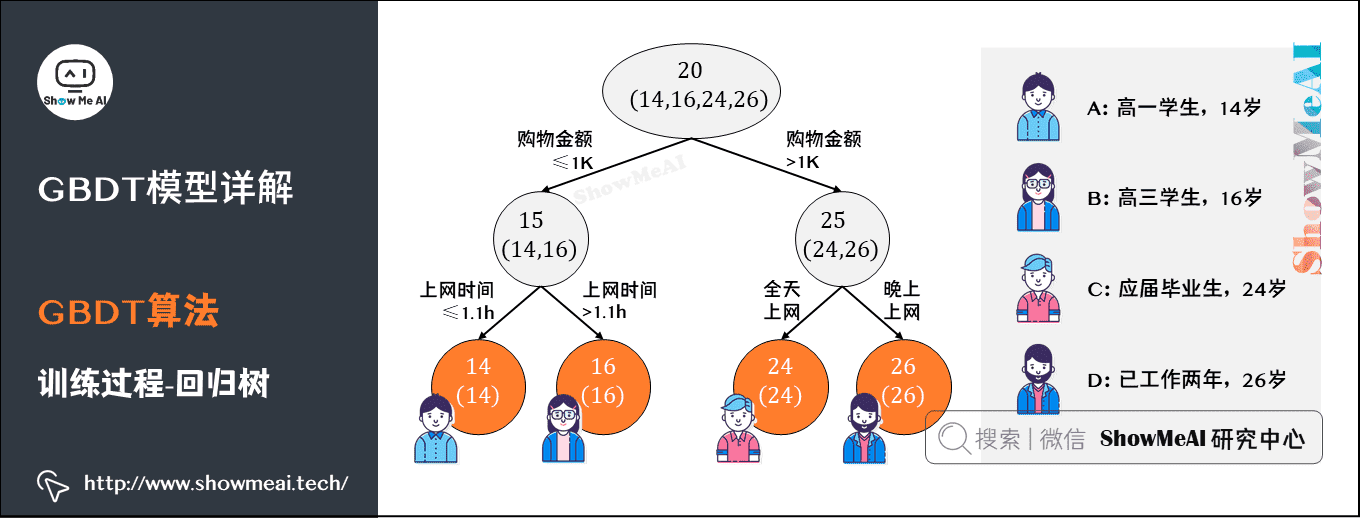 Show Me AI
GBDT模型详解
GBDT算法
训练过程-回归树
http://www.showmeai.tech/
20
(14,16,24,26)
购物金额
≤1K
购物金额
>1K
ShowMeAI
15
(14,16)
25
(24,26)
上网时间
≤1.1h
上网时间
>1.1h
全天
上网
晚上
上网
14
(14)
16
(16)
24
(24)
26
(26)
A: 高一学生，14岁
B: 高三学生，16岁
C: 应届毕业生，24岁
D: 已工作两年，26岁
ShowMeAI
搜索 | 微信 ShowMeAI 研究中心